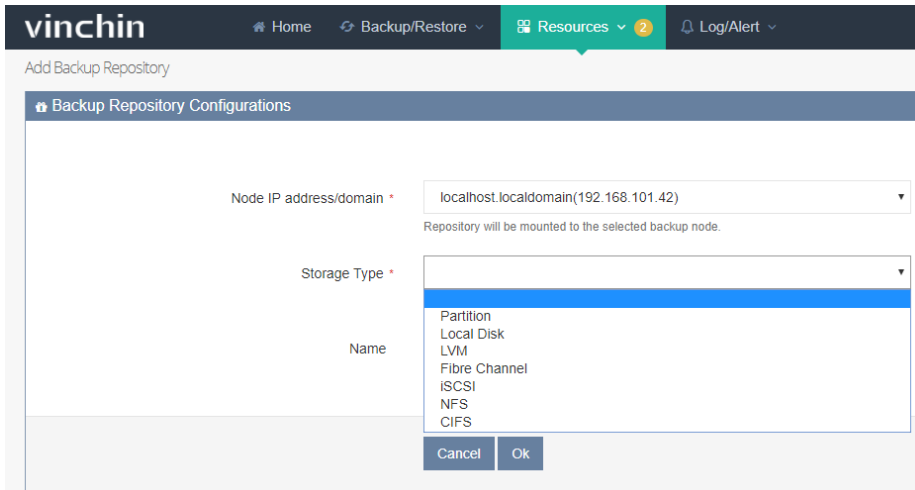 vinchin Home Backup/Restore Resources 2 Log/Alert
Add Backup Repository
Backup Repository Configurations
Node IP address/domain * localhost.localdomain(192.168.101.42)
Repository will be mounted to the selected backup node.
Storage Type *
Partition
Local Disk
LVM
Name
Fibre Channel
iSCSI
NFS
CIFS
Cancel Ok